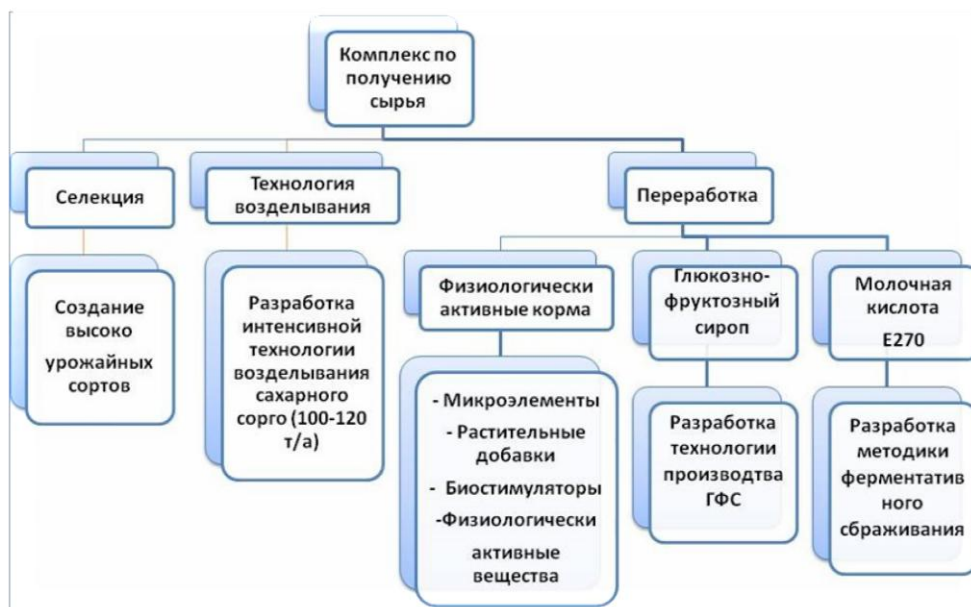 Комплекс по
получению
сырья
Селекция
Технология
возделывания
Переработка
Создание
высоко
урожайных
сортов
Разработка
интенсивной
технологии
возделывания
сахарного
сорго (100-120
т/а)
Физиологически
активные корма
Глюкозно-
фруктозный
сироп
Молочная
кислота
Е270
- Микроэлементы
- Растительные
добавки
- Биостимуляторы
-Физиологически
активные
вещества
Разработка
технологии
производтва
ГФС
Разработка
методики
ферментатив
ного
сбраживания